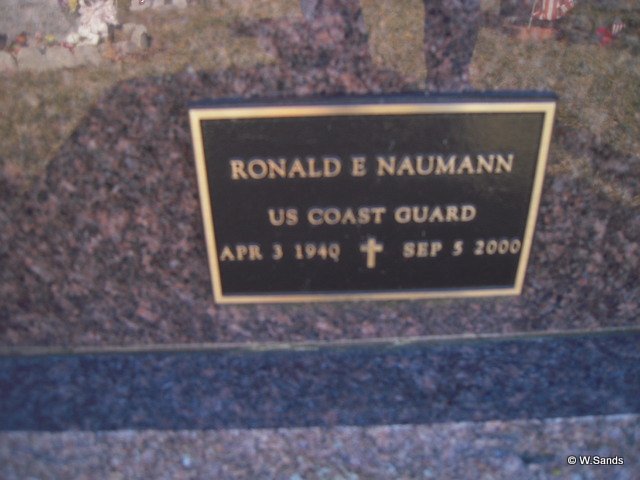 RONALD E NAUMANN
US COAST GUARD
APR 3 1940 SEP 5 2000
© W.Sands